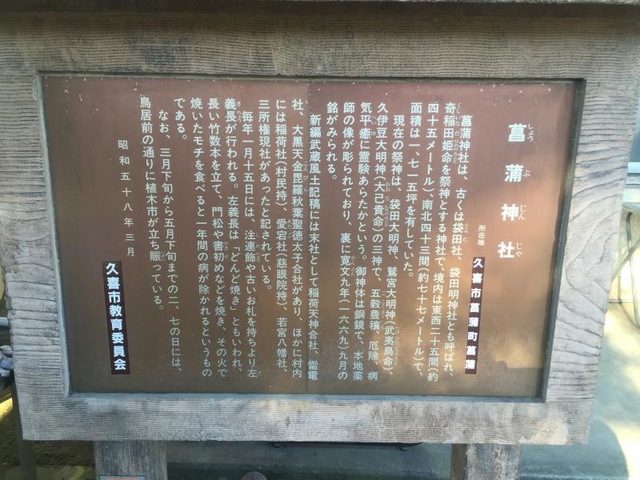 菖蒲神社
しょうぶじんじゃ
所在地 久喜市菖蒲町菖蒲
菖蒲神社は、古くは袋田社、袋田明神社とも呼ばれ、
奇稲田姫命を祭神とする神社で、境内は東西二十五間(約
四十五メートル)、南北四十三間(約七十七メートル)で、
面積は一、七一五坪を有していた。
現在の祭神は、袋田大明神、鷲宮大明神(武夷鳥命)、
久伊豆大明神(大己貴命)の三神で、五穀豊穣、厄除、病
気平癒に霊験あらたかという。御神体は銅鏡で、本地薬
師の像が彫られており、裏に寛文九年(一六六九)九月の
銘がみられる。
新編武蔵風土記稿には末社として稲荷天神合社、雷電
社、大黒天金毘羅秋葉聖徳太子合社があり、ほかに村内
には稲荷社(村民持)、愛宕社(慈眼院持)、若宮八幡社、
三所権現社があったと記されている。
毎年一月十五日には、注連飾や古いお札を持ちより左
義長が行われる。左義長は「どんど焼き」ともいわれ、
長い竹数本を立て、門松や書初めなどを焼き、その火で
焼いたモチを食べると一年間の病が除かれるというもの
である。
なお、三月下旬から五月下旬までの二、七の日には、
鳥居前の通りに植木市が立ち賑っている。
昭和五十八年三月
久喜市教育委員会